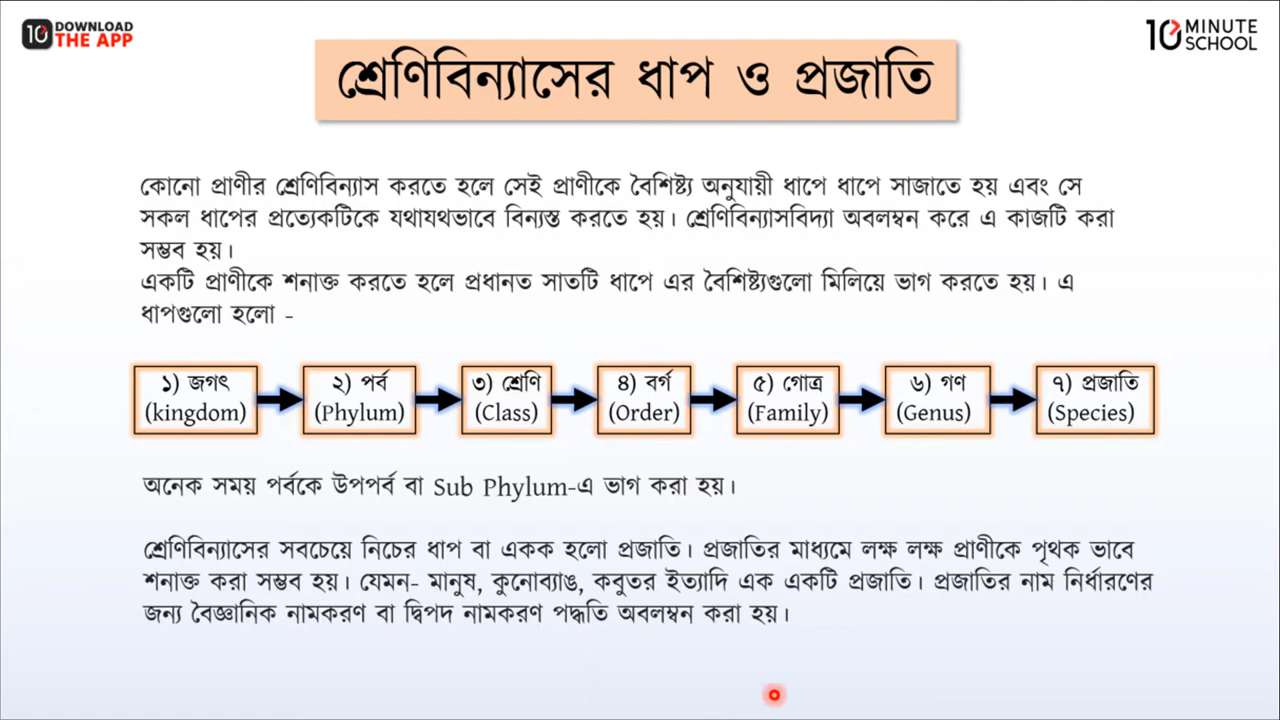 10 DOWNLOAD
THE APP
10 MINUTE
SCHOOL
শ্রেণিবিন্যাসের ধাপ ও প্রজাতি
কোনো প্রাণীর শ্রেণিবিন্যাস করতে হলে সেই প্রাণীকে বৈশিষ্ট্য অনুযায়ী ধাপে ধাপে সাজাতে হয় এবং সে
সকল ধাপের প্রত্যেকটিকে যথাযথভাবে বিন্যস্ত করতে হয়। শ্রেণিবিন্যাসবিদ্যা অবলম্বন করে এ কাজটি করা
সম্ভব হয়।
একটি প্রাণীকে শনাক্ত করতে হলে প্রধানত সাতটি ধাপে এর বৈশিষ্ট্যগুলো মিলিয়ে ভাগ করতে হয়। এ
ধাপগুলো হলো -
১) জগৎ
(kingdom)
২) পর্ব
(Phylum)
৩) শ্রেণি
(Class)
৪) বর্গ
(Order)
৫) গোত্র
(Family)
৬) গণ
(Genus)
৭) প্রজাতি
(Species)
অনেক সময় পর্বকে উপপর্ব বা Sub Phylum-এ ভাগ করা হয়।
শ্রেণিবিন্যাসের সবচেয়ে নিচের ধাপ বা একক হলো প্রজাতি। প্রজাতির মাধ্যমে লক্ষ লক্ষ প্রাণীকে পৃথক ভাবে
শনাক্ত করা সম্ভব হয়। যেমন- মানুষ, কুনোব্যাঙ, কবুতর ইত্যাদি এক একটি প্রজাতি। প্রজাতির নাম নির্ধারণের
জন্য বৈজ্ঞানিক নামকরণ বা দ্বিপদ নামকরণ পদ্ধতি অবলম্বন করা হয়।